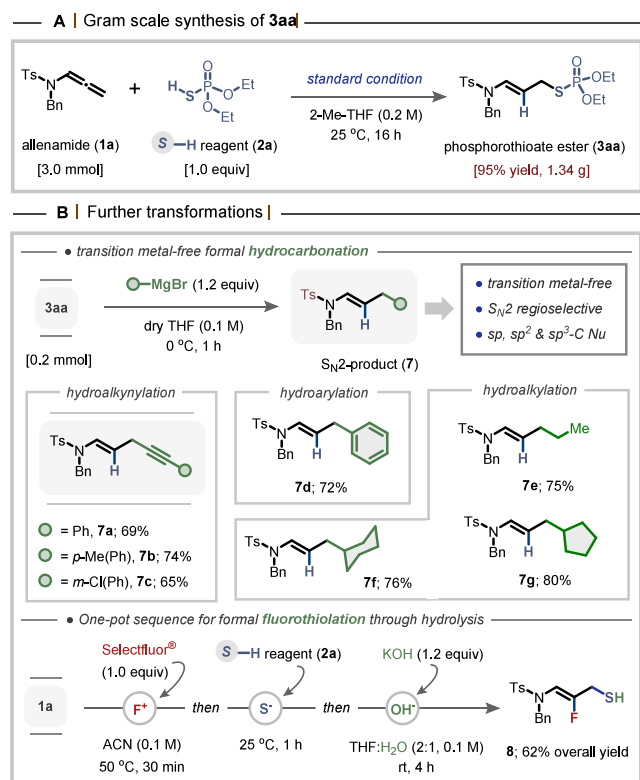 A | Gram scale synthesis of 3aa|
Ts
N
Bn
allenamide (1a)
[3.0 mmol]
+
H
S
O
P
O
Et
O
Et
S–H reagent (2a)
[1.0 equiv]
standard condition
2-Me-THF (0.2 M)
25 °C, 16 h
Ts
N
Bn
H
S
O
P
OEt
O
Et
phosphorothioate ester (3aa)
[95% yield, 1.34 g]
B | Further transformations |
• transition metal-free formal hydrocarbonation
3aa
[0.2 mmol]
MgBr (1.2 equiv)
dry THF (0.1 M)
0 °C, 1 h
Ts
N
Bn
H
SN2-product (7)
• transition metal-free
• SN2 regioselective
• sp, sp2 & sp3-C Nu
hydroalkynylation
Ts
N
Bn
H
= Ph, 7a; 69%
= p-Me(Ph), 7b; 74%
= m-Cl(Ph), 7c; 65%
hydroarylation
Ts
N
Bn
H
7d; 72%
hydroalkylation
Ts
N
Bn
H
Me
7e; 75%
Ts
N
Bn
H
7f; 76%
Ts
N
Bn
H
7g; 80%
• One-pot sequence for formal fluorothiolation through hydrolysis
1a
Selectfluor®
(1.0 equiv)
F+
ACN (0.1 M)
50 °C, 30 min
then
S–H reagent (2a)
S-
25 °C, 1 h
then
KOH (1.2 equiv)
OH-
THF:H2O (2:1, 0.1 M)
rt, 4 h
Ts
N
Bn
F
SH
8; 62% overall yield